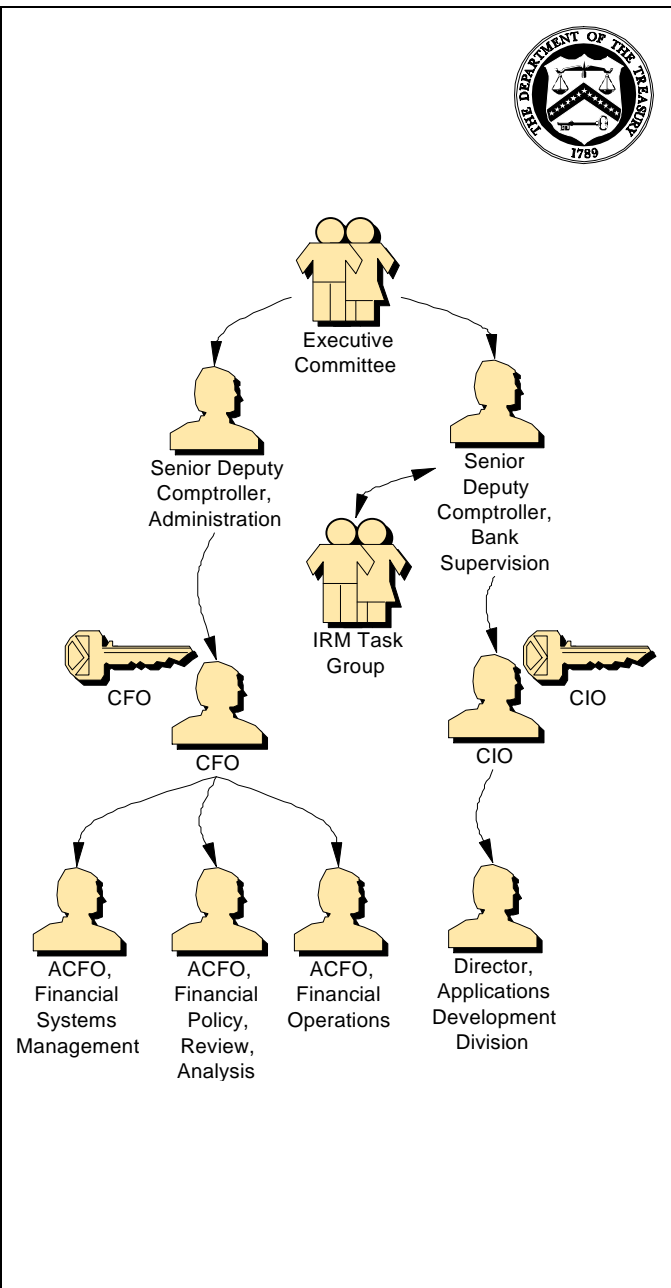 THE DEPARTMENT OF THE TREASURY
1789
Executive
Committee
Senior Deputy
Comptroller,
Administration
Senior
Deputy
Comptroller,
Bank
Supervision
IRM Task
Group
CFO
CFO
CIO
CIO
ACFO,
Financial
Systems
Management
ACFO,
Financial
Policy,
Review,
Analysis
ACFO,
Financial
Operations
Director,
Applications
Development
Division